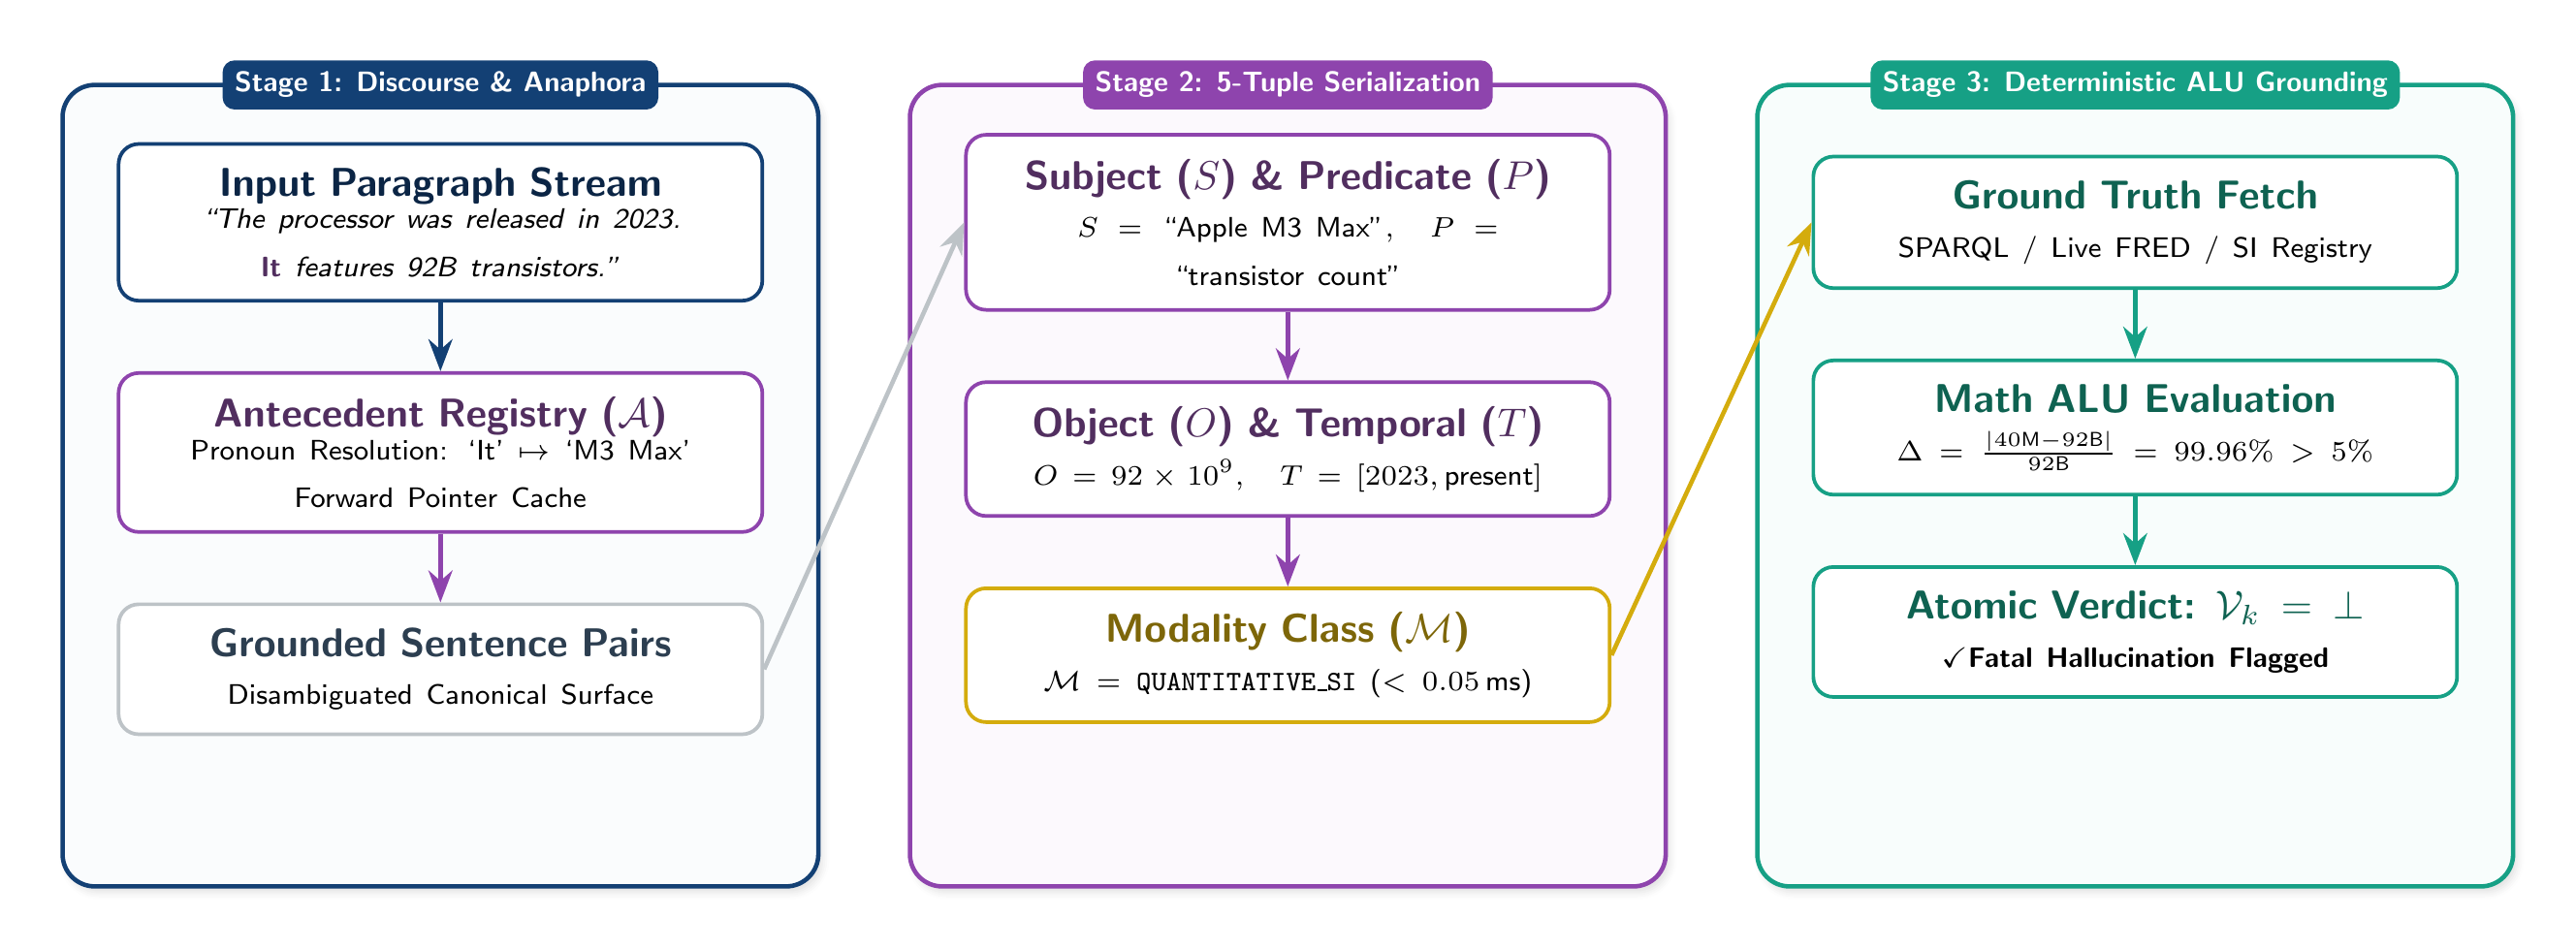 Stage 1: Discourse & Anaphora
Input Paragraph Stream
“The processor was released in 2023.
It features 92B transistors.”
Antecedent Registry (𝒜)
Pronoun Resolution: ‘It’ ↦ ‘M3 Max’
Forward Pointer Cache
Grounded Sentence Pairs
Disambiguated Canonical Surface
Stage 2: 5-Tuple Serialization
Subject (S) & Predicate (P)
S = “Apple M3 Max”, P =
“transistor count”
Object (O) & Temporal (T)
O = 92 × 10⁹, T = [2023, present]
Modality Class (ℳ)
ℳ = QUANTITATIVE_SI (< 0.05 ms)
Stage 3: Deterministic ALU Grounding
Ground Truth Fetch
SPARQL / Live FRED / SI Registry
Math ALU Evaluation
Δ = |40M−92B| / 92B = 99.96% > 5%
Atomic Verdict: 𝒱ₖ = ⊥
✓Fatal Hallucination Flagged